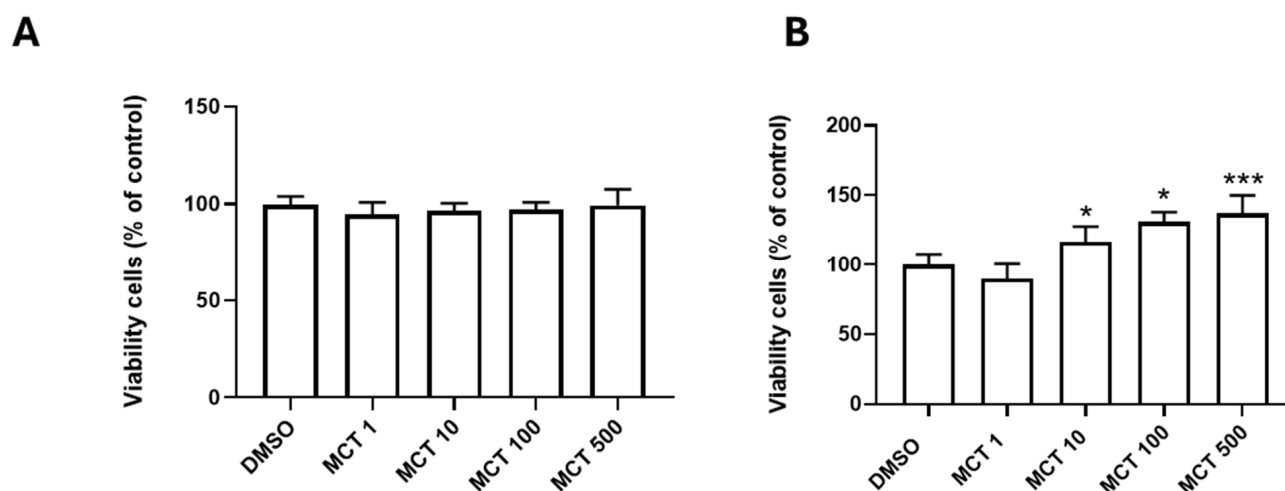 A
Viability cells (% of control)
150
100
50
0
DMSO
MCT 1
MCT 10
MCT 100
MCT 500
B
Viability cells (% of control)
200
150
100
50
0
*
*
***
DMSO
MCT 1
MCT 10
MCT 100
MCT 500